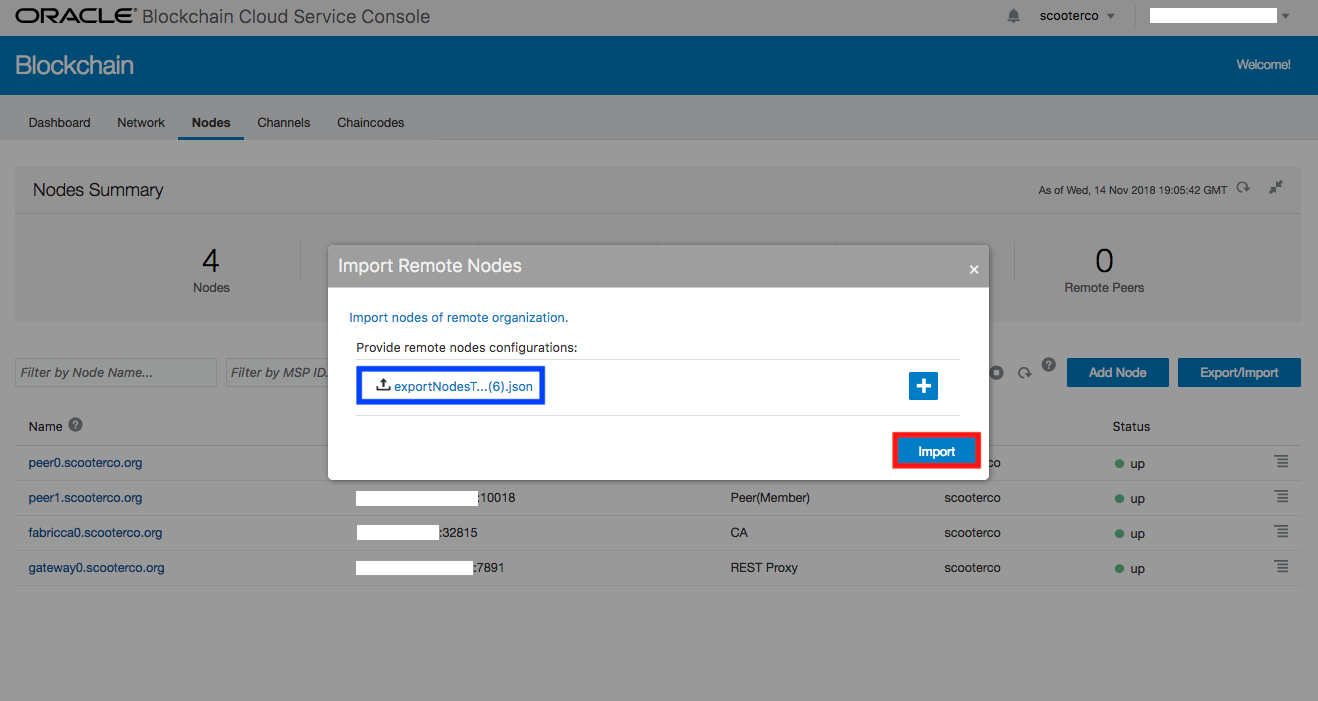 ORACLE® Blockchain Cloud Service Console scooterco
Blockchain Welcome!
Dashboard Network Nodes Channels Chaincodes
Nodes Summary As of Wed, 14 Nov 2018 19:05:42 GMT
4 0
Nodes Remote Peers
Import Remote Nodes ×
Import nodes of remote organization.
Provide remote nodes configurations:
exportNodesT...(6).json +
Import
Filter by Node Name... Filter by MSP ID. ? Add Node Export/Import
Name ? Status
peer0.scooterco.org co up
peer1.scooterco.org :10018 Peer(Member) scooterco up
fabricca0.scooterco.org :32815 CA scooterco up
gateway0.scooterco.org :7891 REST Proxy scooterco up